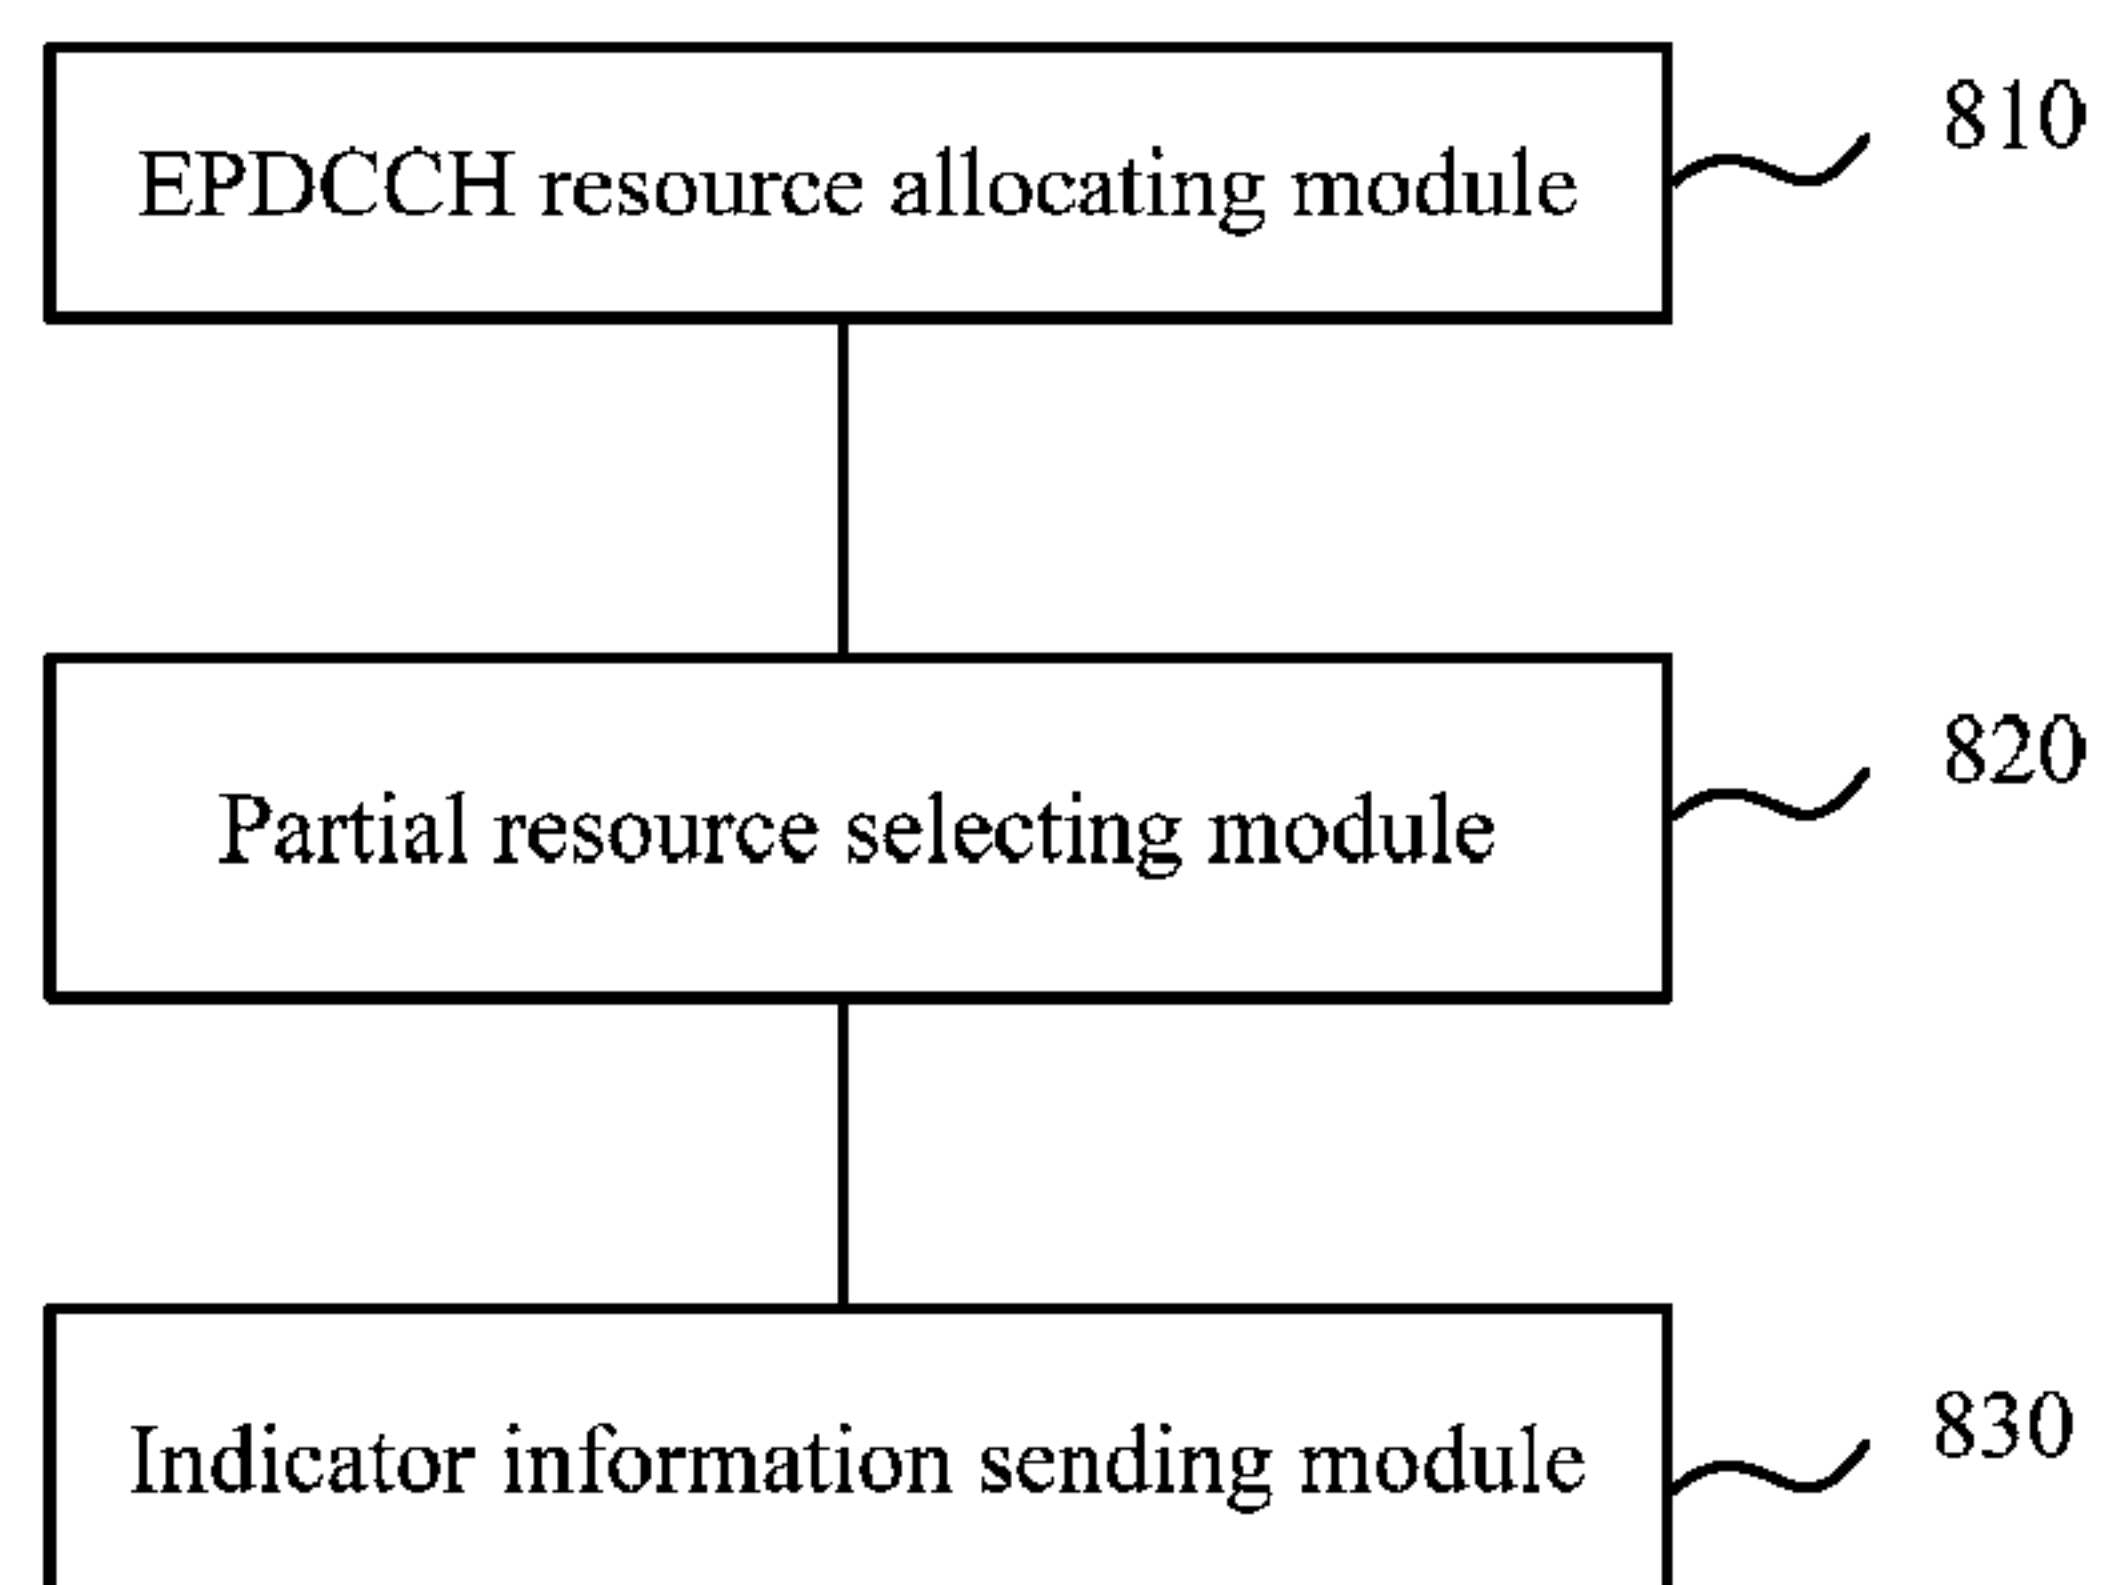 810
EPDCCH resource allocating module
820
Partial resource selecting module
830
Indicator information sending module